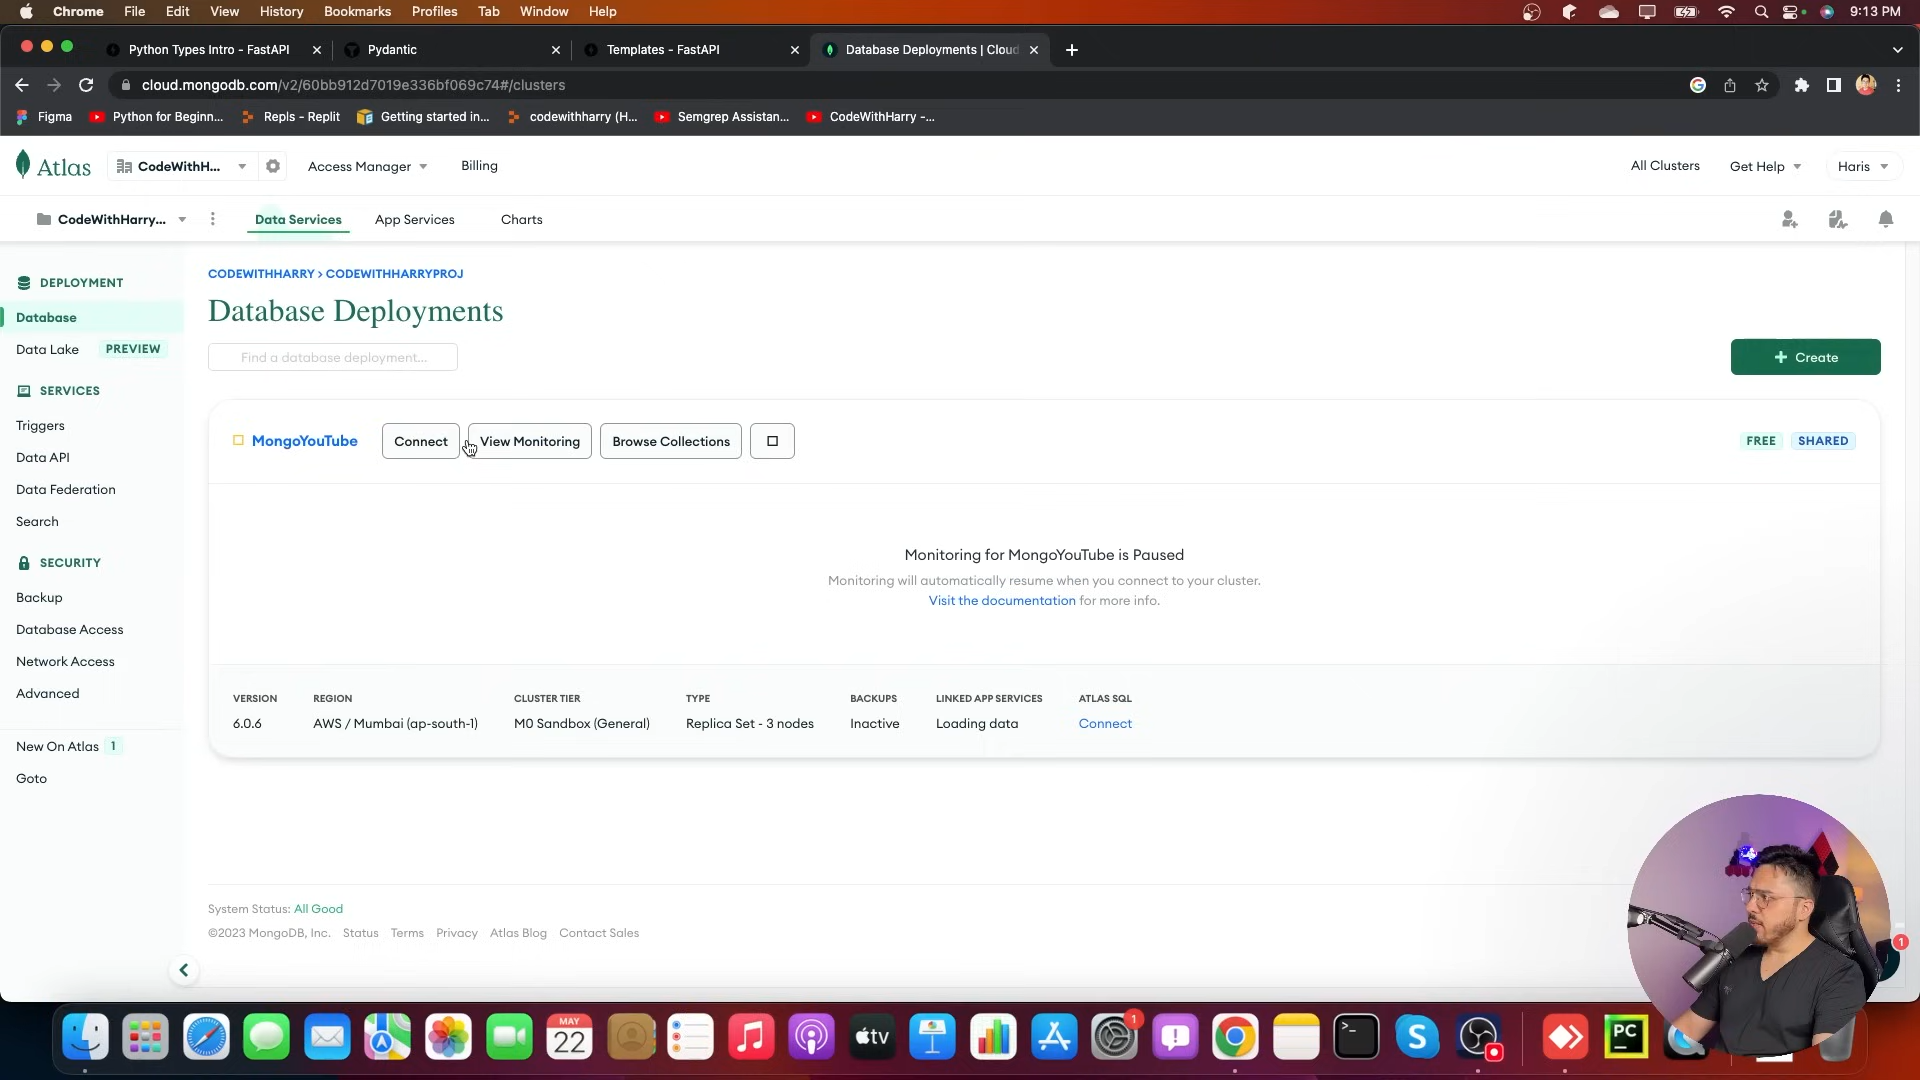 Chrome File Edit View History Bookmarks Profiles Tab Window Help 9:13 PM
Python Types Intro - FastAPI Pydantic Templates - FastAPI Database Deployments | Cloud
cloud.mongodb.com/v2/60bb912d7019e336bf069c74#/clusters
Figma Python for Beginn... Repls - Replit Getting started in... codewithharry (H... Semgrep Assistan... CodeWithHarry -...
Atlas CodeWithH... Access Manager Billing All Clusters Get Help Haris
CodeWithHarry... Data Services App Services Charts
DEPLOYMENT
Database
Data Lake PREVIEW
SERVICES
Triggers
Data API
Data Federation
Search
SECURITY
Backup
Database Access
Network Access
Advanced
New On Atlas 1
Goto
CODEWITHHARRY > CODEWITHHARRYPROJ
Database Deployments
Find a database deployment...
+ Create
MongoYouTube Connect View Monitoring Browse Collections FREE SHARED
Monitoring for MongoYouTube is Paused
Monitoring will automatically resume when you connect to your cluster.
Visit the documentation for more info.
VERSION REGION CLUSTER TIER TYPE BACKUPS LINKED APP SERVICES ATLAS SQL
6.0.6 AWS / Mumbai (ap-south-1) M0 Sandbox (General) Replica Set - 3 nodes Inactive Loading data Connect
System Status: All Good
©2023 MongoDB, Inc. Status Terms Privacy Atlas Blog Contact Sales
1
MAY
22
tv
1
PC